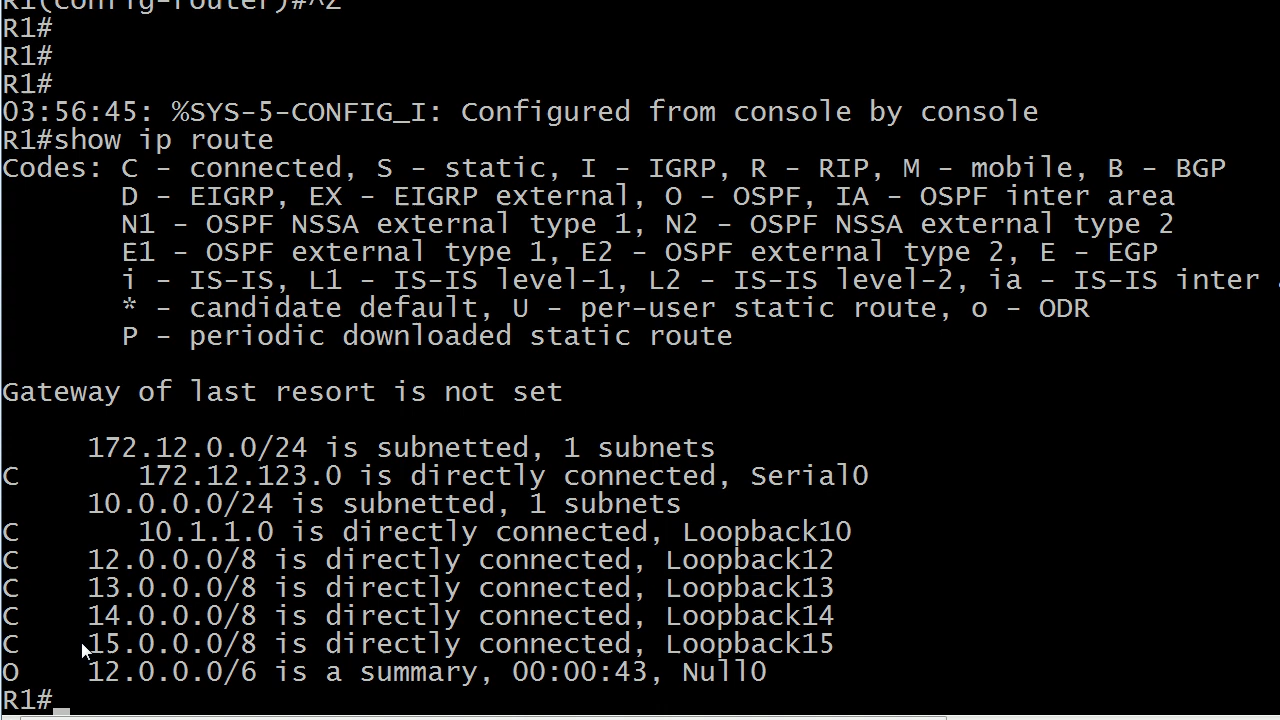 R1(config-router)#^Z
R1#
R1#
R1#
03:56:45: %SYS-5-CONFIG_I: Configured from console by console
R1#show ip route
Codes: C - connected, S - static, I - IGRP, R - RIP, M - mobile, B - BGP
       D - EIGRP, EX - EIGRP external, O - OSPF, IA - OSPF inter area
       N1 - OSPF NSSA external type 1, N2 - OSPF NSSA external type 2
       E1 - OSPF external type 1, E2 - OSPF external type 2, E - EGP
       i - IS-IS, L1 - IS-IS level-1, L2 - IS-IS level-2, ia - IS-IS inter
       * - candidate default, U - per-user static route, o - ODR
       P - periodic downloaded static route
Gateway of last resort is not set
     172.12.0.0/24 is subnetted, 1 subnets
C       172.12.123.0 is directly connected, Serial0
     10.0.0.0/24 is subnetted, 1 subnets
C       10.1.1.0 is directly connected, Loopback10
C    12.0.0.0/8 is directly connected, Loopback12
C    13.0.0.0/8 is directly connected, Loopback13
C    14.0.0.0/8 is directly connected, Loopback14
C    15.0.0.0/8 is directly connected, Loopback15
O    12.0.0.0/6 is a summary, 00:00:43, Null0
R1#